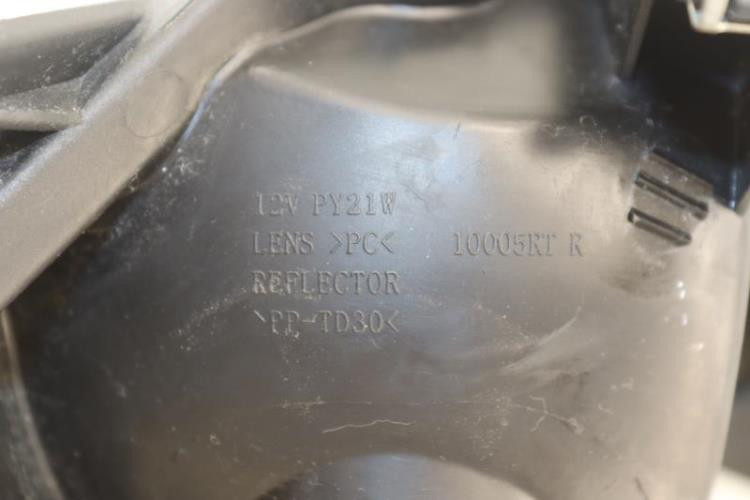 12V PY21W
LENS >PC< 10005RT R
REFLECTOR
>PP-TD30<